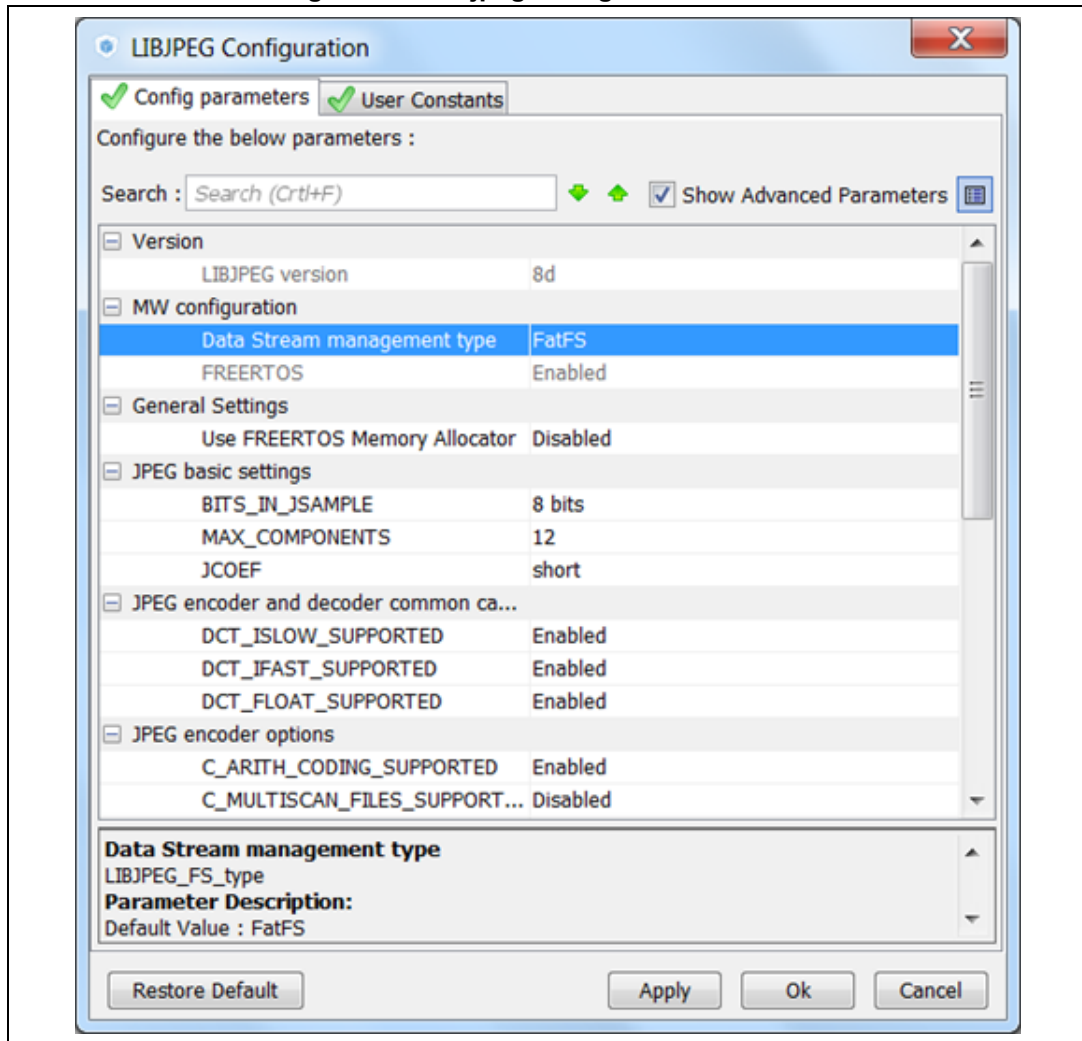 LIBJPEG Configuration
Config parameters User Constants
Configure the below parameters :
Search : Search (Crtl+F) Show Advanced Parameters
Version
LIBJPEG version 8d
MW configuration
Data Stream management type FatFS
FREERTOS Enabled
General Settings
Use FREERTOS Memory Allocator Disabled
JPEG basic settings
BITS_IN_JSAMPLE 8 bits
MAX_COMPONENTS 12
JCOEF short
JPEG encoder and decoder common ca...
DCT_ISLOW_SUPPORTED Enabled
DCT_IFAST_SUPPORTED Enabled
DCT_FLOAT_SUPPORTED Enabled
JPEG encoder options
C_ARITH_CODING_SUPPORTED Enabled
C_MULTISCAN_FILES_SUPPORT... Disabled
Data Stream management type
LIBJPEG_FS_type
Parameter Description:
Default Value : FatFS
Restore Default Apply Ok Cancel